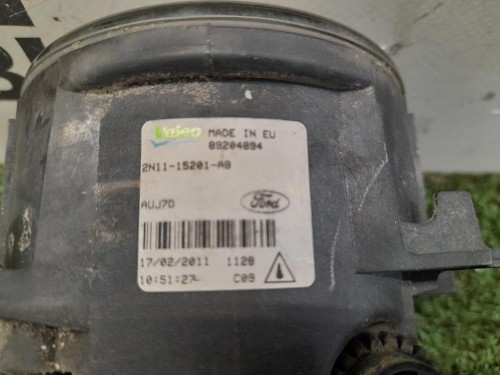 Valeo MADE IN EU
89204894
2N11-15201-AB
AUJ7D
Ford
17/02/2011 1128
10:51:27 C09